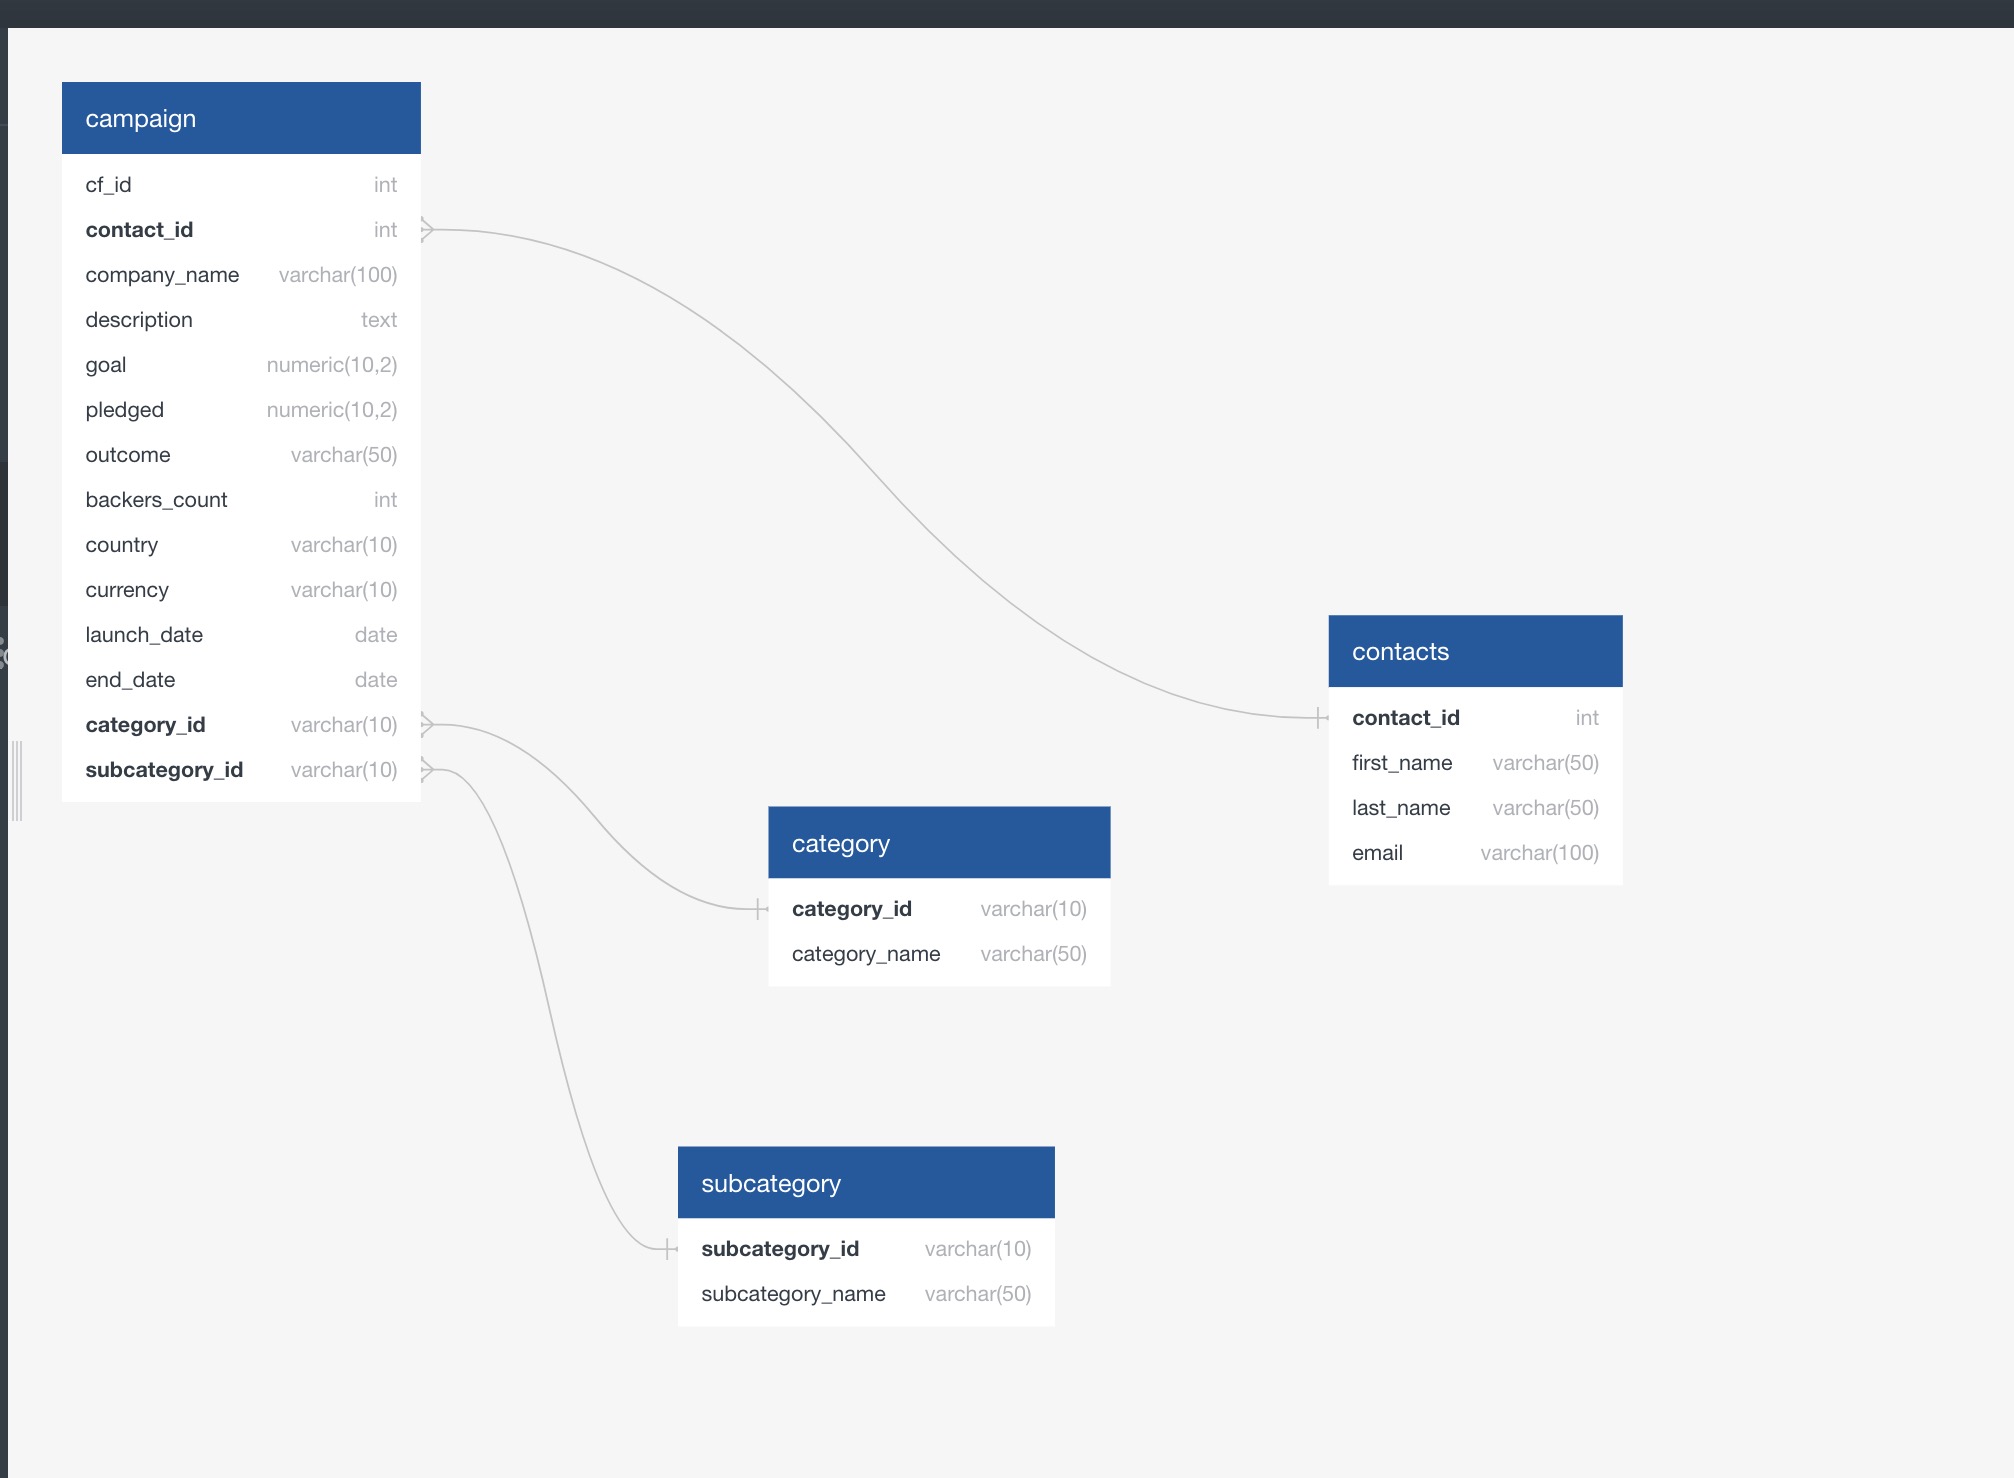 campaign
cf_id int
contact_id int
company_name varchar(100)
description text
goal numeric(10,2)
pledged numeric(10,2)
outcome varchar(50)
backers_count int
country varchar(10)
currency varchar(10)
launch_date date
end_date date
category_id varchar(10)
subcategory_id varchar(10)
contacts
contact_id int
first_name varchar(50)
last_name varchar(50)
email varchar(100)
category
category_id varchar(10)
category_name varchar(50)
subcategory
subcategory_id varchar(10)
subcategory_name varchar(50)